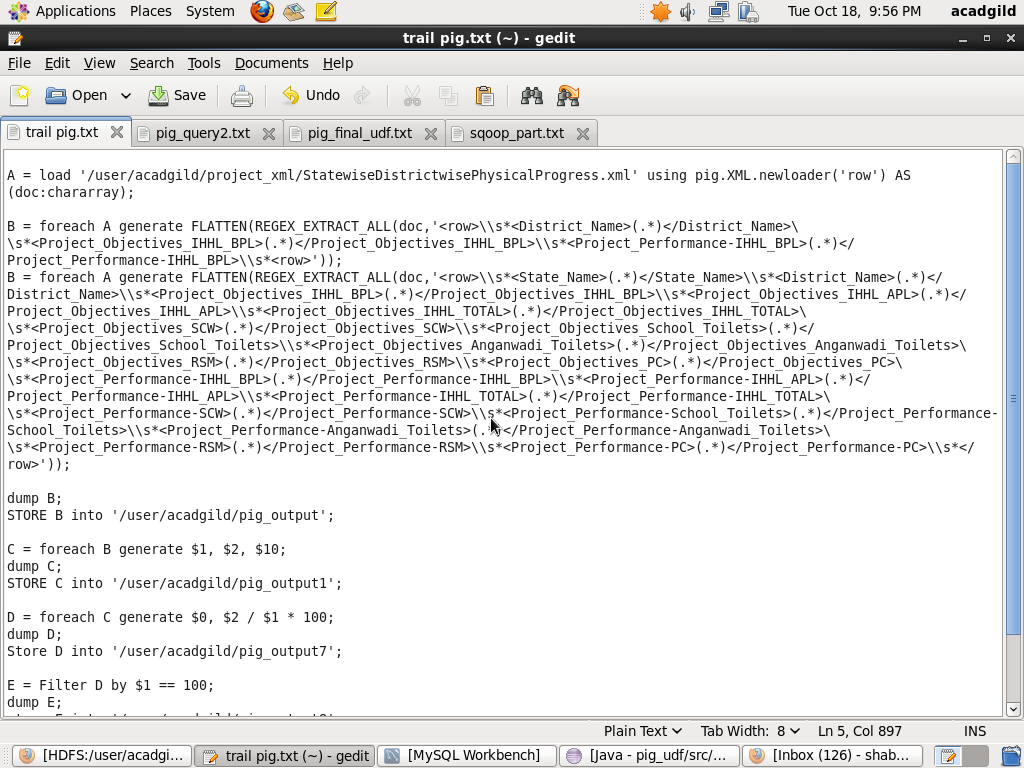 Applications Places System Tue Oct 18, 9:56 PM acadgild
trail pig.txt (~) - gedit
File Edit View Search Tools Documents Help
Open Save Undo
trail pig.txt pig_query2.txt pig_final_udf.txt sqoop_part.txt
A = load '/user/acadgild/project_xml/StatewiseDistrictwisePhysicalProgress.xml' using pig.XML.newloader('row') AS
(doc:chararray);
B = foreach A generate FLATTEN(REGEX_EXTRACT_ALL(doc,'<row>\\s*<District_Name>(.*)</District_Name>\
\s*<Project_Objectives_IHHL_BPL>(.*)</Project_Objectives_IHHL_BPL>\\s*<Project_Performance-IHHL_BPL>(.*)</
Project_Performance-IHHL_BPL>\\s*<row>'));
B = foreach A generate FLATTEN(REGEX_EXTRACT_ALL(doc,'<row>\\s*<State_Name>(.*)</State_Name>\\s*<District_Name>(.*)</
District_Name>\\s*<Project_Objectives_IHHL_BPL>(.*)</Project_Objectives_IHHL_BPL>\\s*<Project_Objectives_IHHL_APL>(.*)</
Project_Objectives_IHHL_APL>\\s*<Project_Objectives_IHHL_TOTAL>(.*)</Project_Objectives_IHHL_TOTAL>\
\s*<Project_Objectives_SCW>(.*)</Project_Objectives_SCW>\\s*<Project_Objectives_School_Toilets>(.*)</
Project_Objectives_School_Toilets>\\s*<Project_Objectives_Anganwadi_Toilets>(.*)</Project_Objectives_Anganwadi_Toilets>\
\s*<Project_Objectives_RSM>(.*)</Project_Objectives_RSM>\\s*<Project_Objectives_PC>(.*)</Project_Objectives_PC>\
\s*<Project_Performance-IHHL_BPL>(.*)</Project_Performance-IHHL_BPL>\\s*<Project_Performance-IHHL_APL>(.*)</
Project_Performance-IHHL_APL>\\s*<Project_Performance-IHHL_TOTAL>(.*)</Project_Performance-IHHL_TOTAL>\
\s*<Project_Performance-SCW>(.*)</Project_Performance-SCW>\\s*<Project_Performance-School_Toilets>(.*)</Project_Performance-
School_Toilets>\\s*<Project_Performance-Anganwadi_Toilets>(.*)</Project_Performance-Anganwadi_Toilets>\
\s*<Project_Performance-RSM>(.*)</Project_Performance-RSM>\\s*<Project_Performance-PC>(.*)</Project_Performance-PC>\\s*</
row>'));
dump B;
STORE B into '/user/acadgild/pig_output';
C = foreach B generate $1, $2, $10;
dump C;
STORE C into '/user/acadgild/pig_output1';
D = foreach C generate $0, $2 / $1 * 100;
dump D;
Store D into '/user/acadgild/pig_output7';
E = Filter D by $1 == 100;
dump E;
Plain Text Tab Width: 8 Ln 5, Col 897 INS
[HDFS:/user/acadgi... trail pig.txt (~) - gedit [MySQL Workbench] [Java - pig_udf/src/... [Inbox (126) - shab...